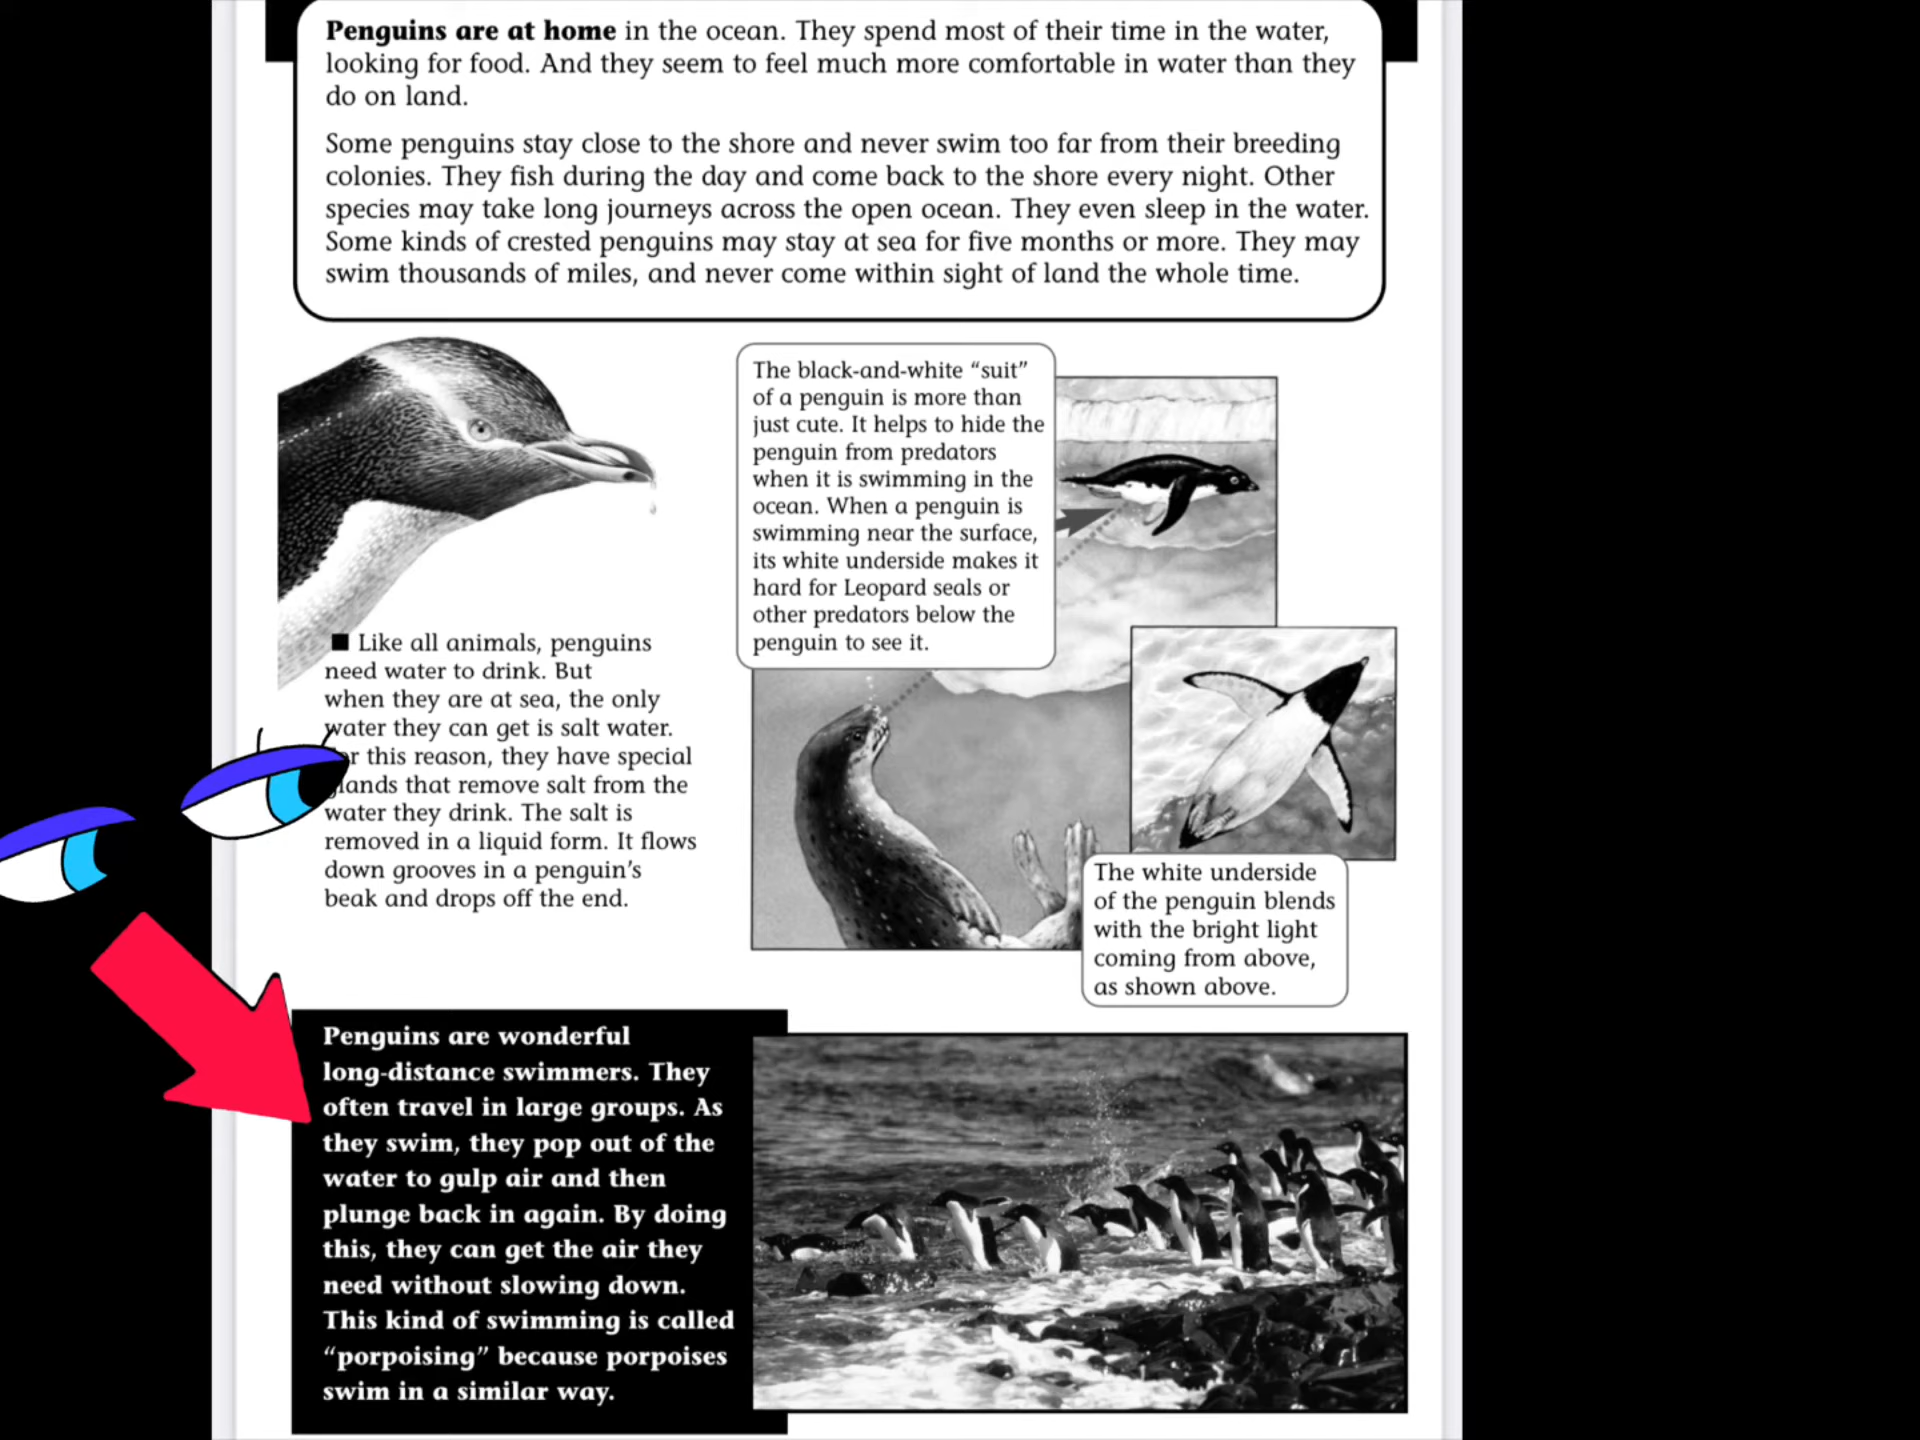 Penguins are at home in the ocean. They spend most of their time in the water,
looking for food. And they seem to feel much more comfortable in water than they
do on land.
Some penguins stay close to the shore and never swim too far from their breeding
colonies. They fish during the day and come back to the shore every night. Other
species may take long journeys across the open ocean. They even sleep in the water.
Some kinds of crested penguins may stay at sea for five months or more. They may
swim thousands of miles, and never come within sight of land the whole time.
■ Like all animals, penguins
need water to drink. But
when they are at sea, the only
water they can get is salt water.
this reason, they have special
glands that remove salt from the
water they drink. The salt is
removed in a liquid form. It flows
down grooves in a penguin's
beak and drops off the end.
The black-and-white “suit”
of a penguin is more than
just cute. It helps to hide the
penguin from predators
when it is swimming in the
ocean. When a penguin is
swimming near the surface,
its white underside makes it
hard for Leopard seals or
other predators below the
penguin to see it.
The white underside
of the penguin blends
with the bright light
coming from above,
as shown above.
Penguins are wonderful
long-distance swimmers. They
often travel in large groups. As
they swim, they pop out of the
water to gulp air and then
plunge back in again. By doing
this, they can get the air they
need without slowing down.
This kind of swimming is called
“porpoising” because porpoises
swim in a similar way.